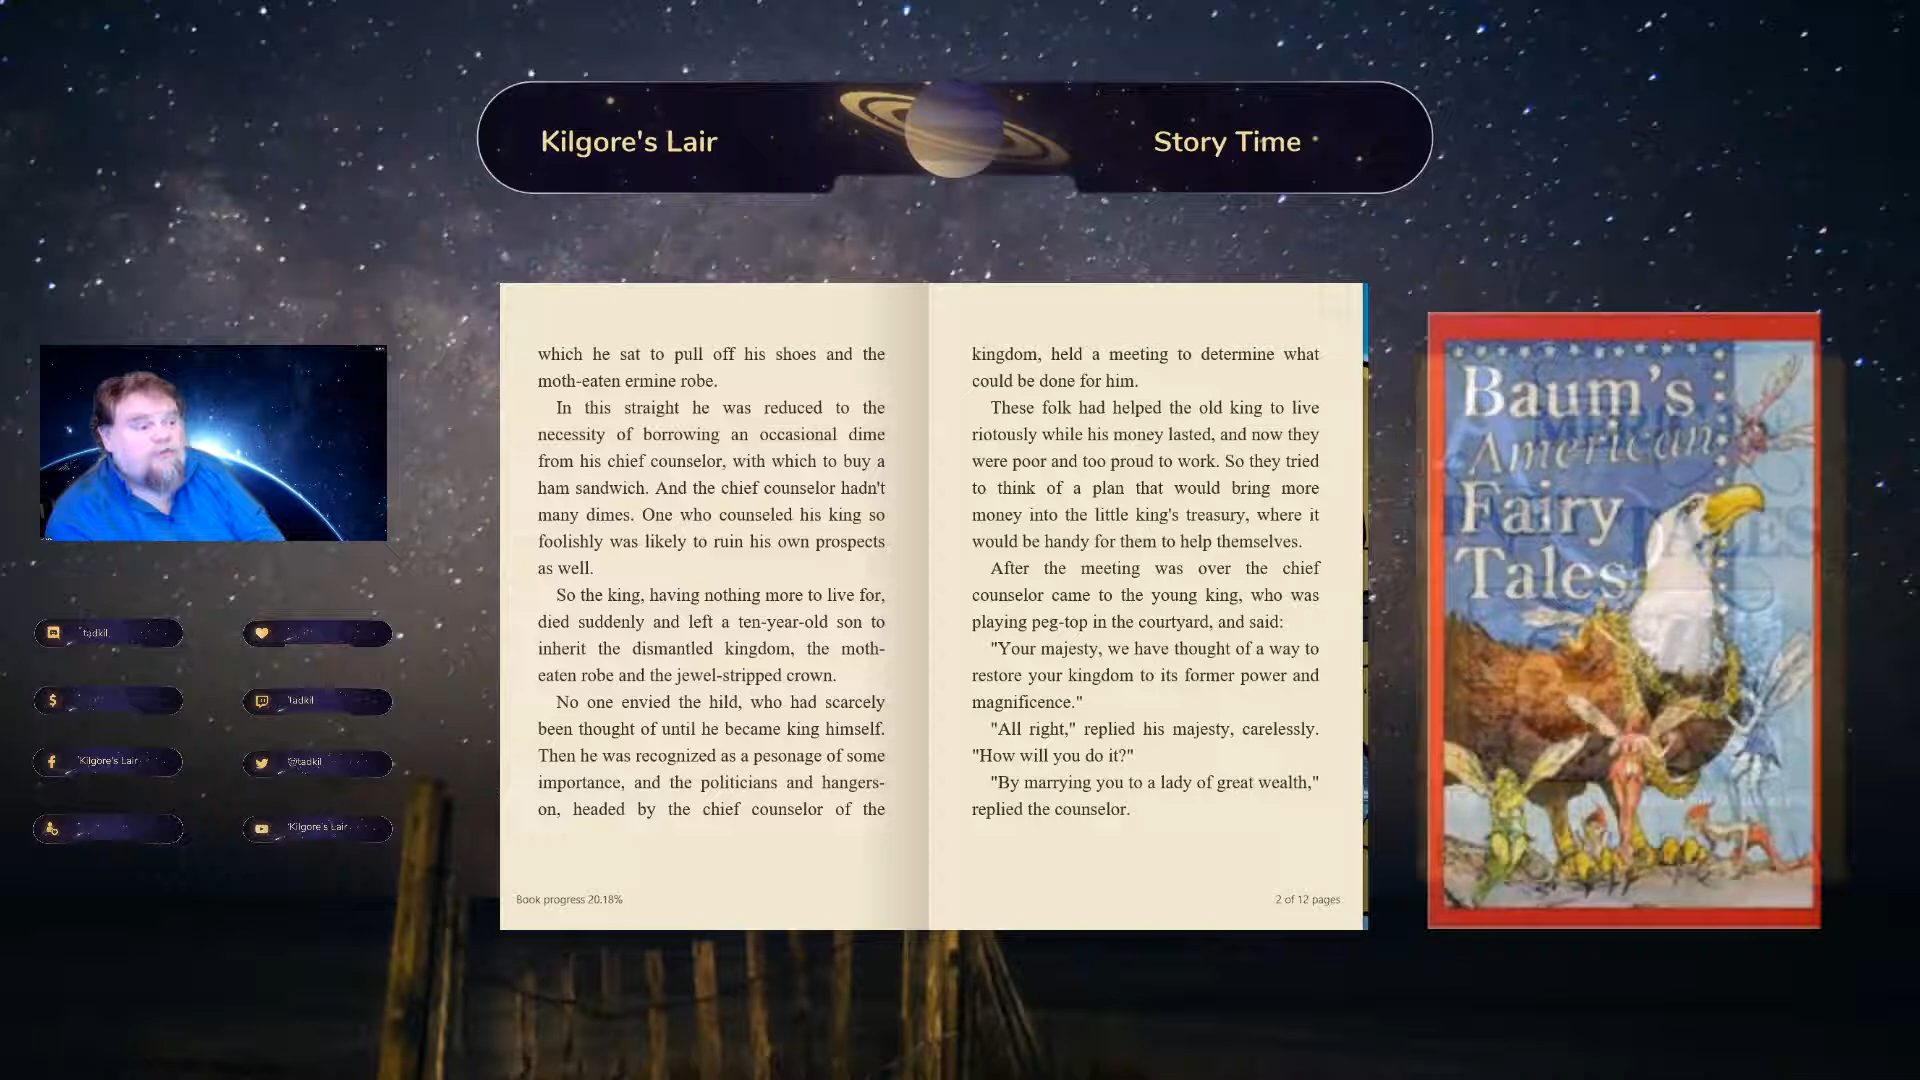 Kilgore's Lair
Story Time
tadkil
Tadkil
Kilgore's Lair
@tadkil
Kilgore's Lair
which he sat to pull off his shoes and the
moth-eaten ermine robe.
In this straight he was reduced to the
necessity of borrowing an occasional dime
from his chief counselor, with which to buy a
ham sandwich. And the chief counselor hadn't
many dimes. One who counseled his king so
foolishly was likely to ruin his own prospects
as well.
So the king, having nothing more to live for,
died suddenly and left a ten-year-old son to
inherit the dismantled kingdom, the moth-
eaten robe and the jewel-stripped crown.
No one envied the hild, who had scarcely
been thought of until he became king himself.
Then he was recognized as a pesonage of some
importance, and the politicians and hangers-
on, headed by the chief counselor of the
Book progress 20.18%
kingdom, held a meeting to determine what
could be done for him.
These folk had helped the old king to live
riotously while his money lasted, and now they
were poor and too proud to work. So they tried
to think of a plan that would bring more
money into the little king's treasury, where it
would be handy for them to help themselves.
After the meeting was over the chief
counselor came to the young king, who was
playing peg-top in the courtyard, and said:
"Your majesty, we have thought of a way to
restore your kingdom to its former power and
magnificence."
"All right," replied his majesty, carelessly.
"How will you do it?"
"By marrying you to a lady of great wealth,"
replied the counselor.
2 of 12 pages
Baum's
American
Fairy
Tales